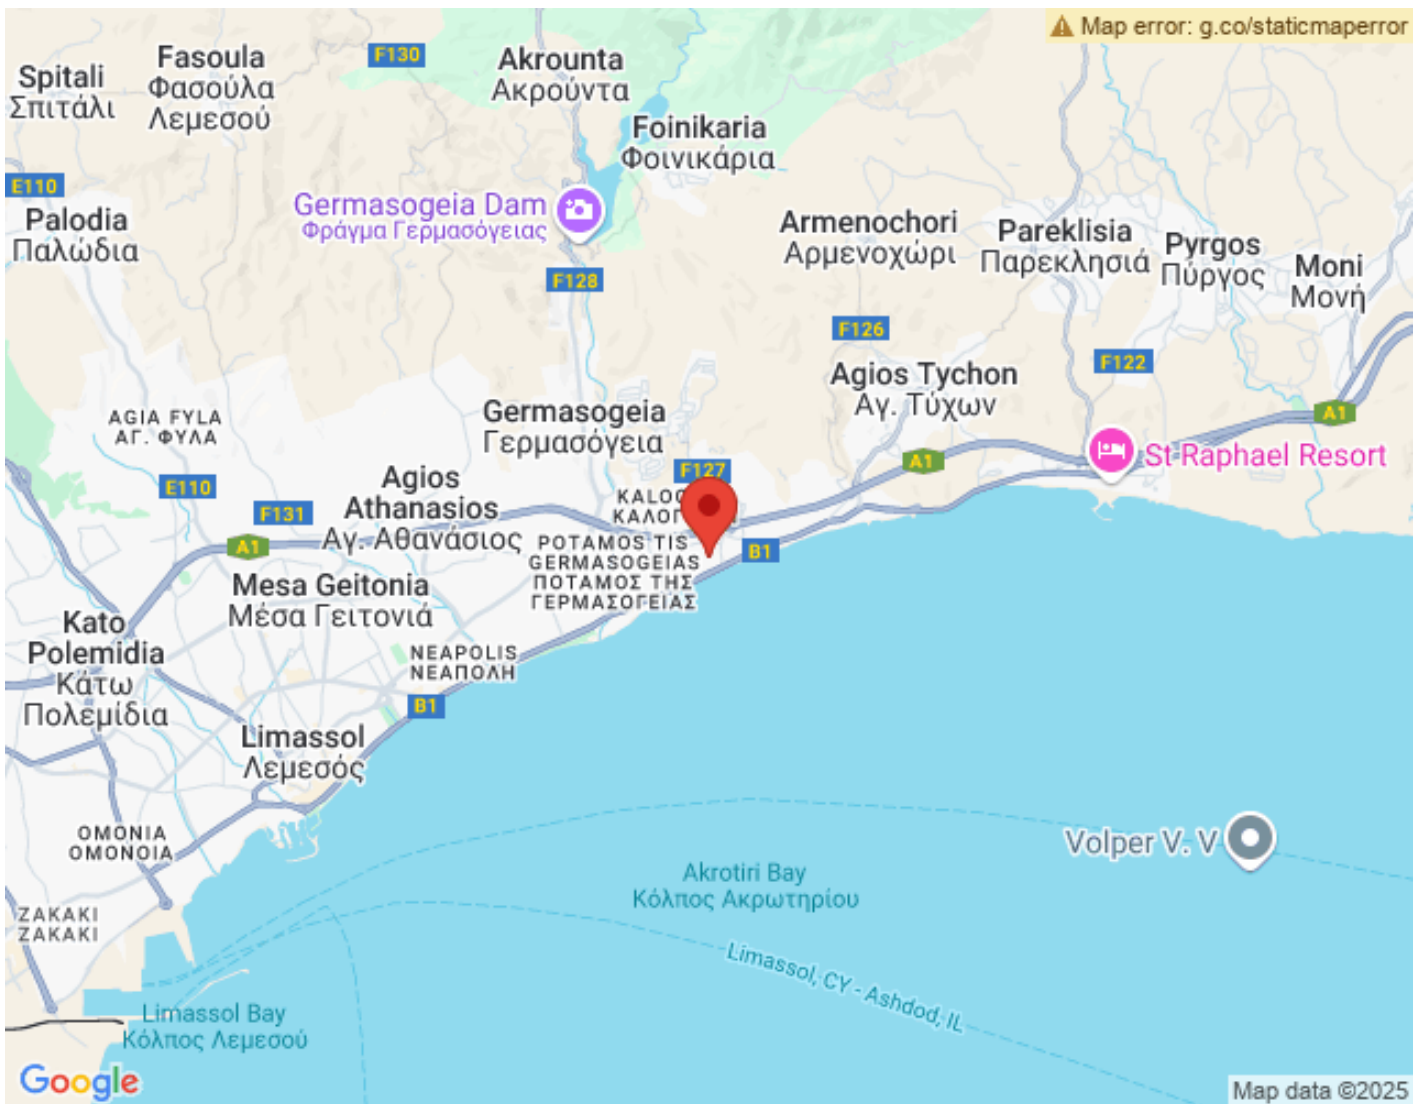 Map error: g.co/staticmaperror
Fasoula
Φασούλα
Λεμεσού
F130
Akrounta
Ακρούντα
Spitali
Σπιτάλι
Foinikaria
Φοινικάρια
E110
Palodia
Παλώδια
Germasogeia Dam
Φράγμα Γερμασόγειας
Armenochori
Αρμενοχώρι
Pareklisia
Παρεκλησιά
Pyrgos
Πύργος
Moni
Μονή
F128
F126
F122
Agios Tychon
Αγ. Τύχων
AGIA FYLA
ΑΓ. ΦΥΛΑ
Germasogeia
Γερμασόγεια
A1
St Raphael Resort
A1
F127
E110
Agios
Athanasios
Αγ. Αθανάσιος
F131
A1
POTAMOS TIS
GERMASOGEIAS
ΠΟΤΑΜΟΣ ΤΗΣ
ΓΕΡΜΑΣΟΓΕΙΑΣ
B1
Mesa Geitonia
Μέσα Γειτονιά
Kato
Polemidia
Κάτω
Πολεμίδια
NEAPOLIS
ΝΕΑΠΟΛΗ
B1
Limassol
Λεμεσός
OMONIA
ΟΜΟΝΟΙΑ
Volper V. V
Akrotiri Bay
Κόλπος Ακρωτηρίου
ZAKAKI
ΖΑΚΑΚΙ
Limassol, CY - Ashdod, IL
Limassol Bay
Κόλπος Λεμεσού
Google
Map data ©2025